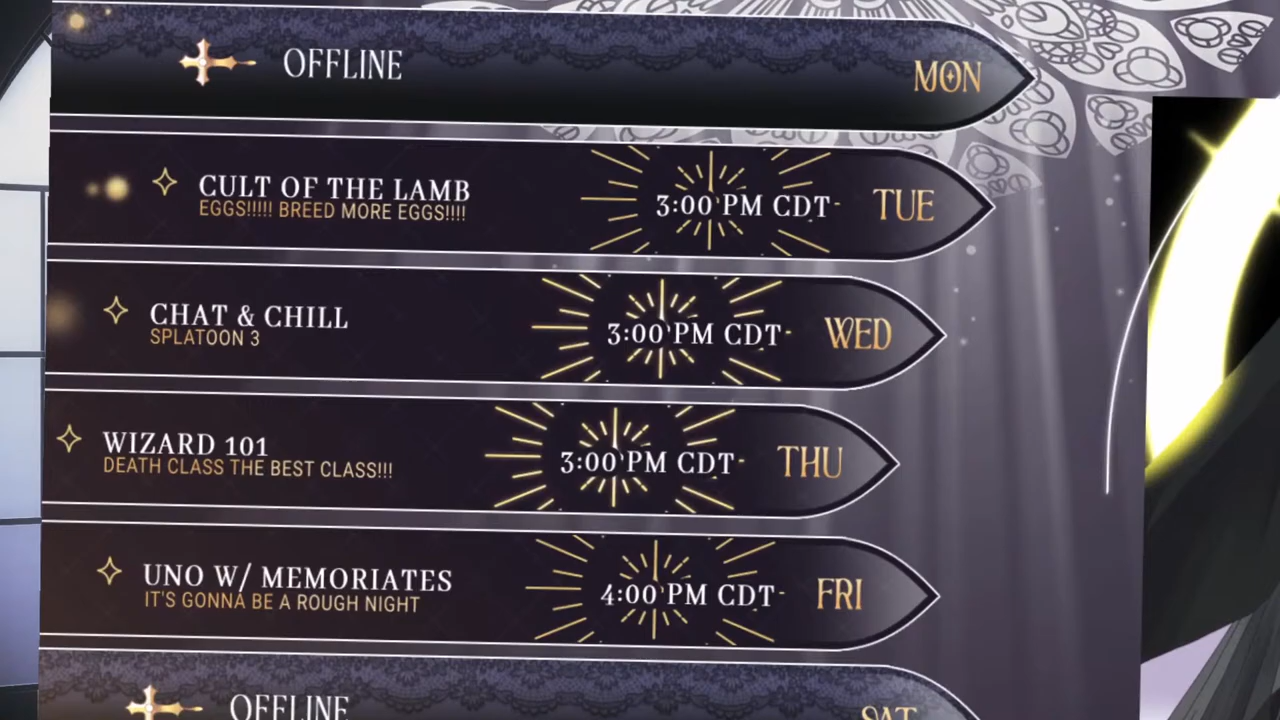 OFFLINE
MON
CULT OF THE LAMB
EGGS!!!!! BREED MORE EGGS!!!!
3:00 PM CDT
TUE
CHAT & CHILL
SPLATOON 3
3:00 PM CDT
WED
WIZARD 101
DEATH CLASS THE BEST CLASS!!!
3:00 PM CDT
THU
UNO W/ MEMORIATES
IT'S GONNA BE A ROUGH NIGHT
4:00 PM CDT
FRI
OFFLINE
SAT